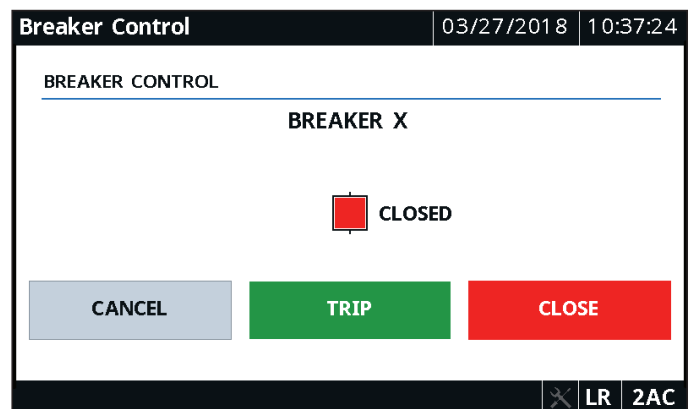 Breaker Control 03/27/2018 10:37:24
BREAKER CONTROL
BREAKER X
CLOSED
CANCEL TRIP CLOSE
LR 2AC